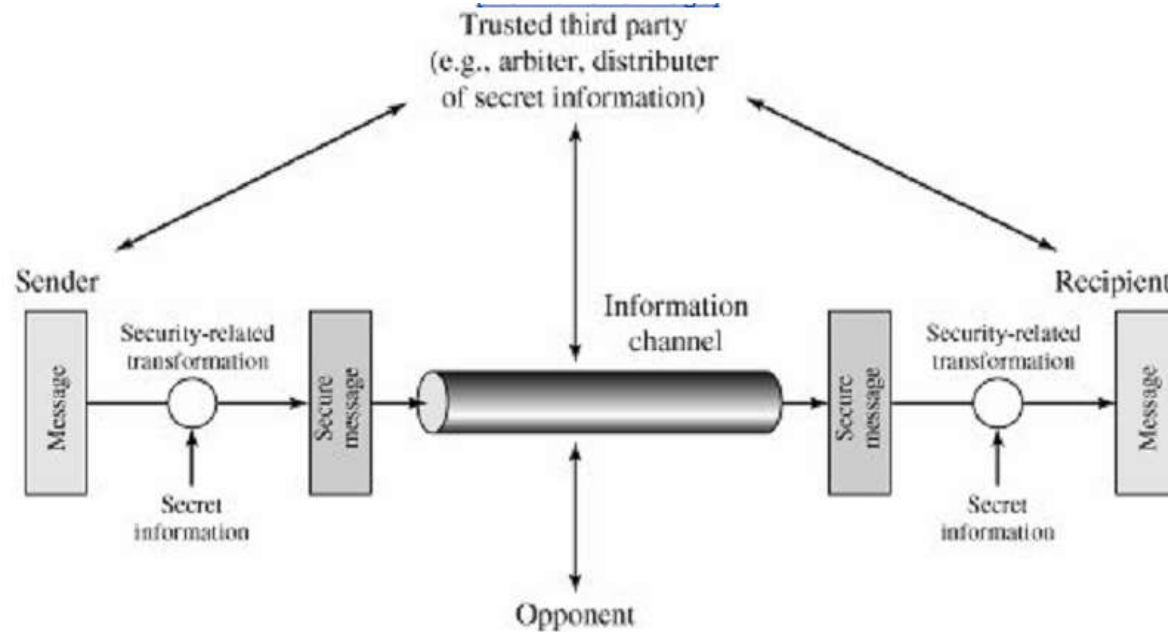 Trusted third party
(e.g., arbiter, distributer
of secret information)
Sender
Recipient
Information
channel
Security-related
transformation
Security-related
transformation
Message
Secure
message
Secure
message
Message
Secret
information
Secret
information
Opponent